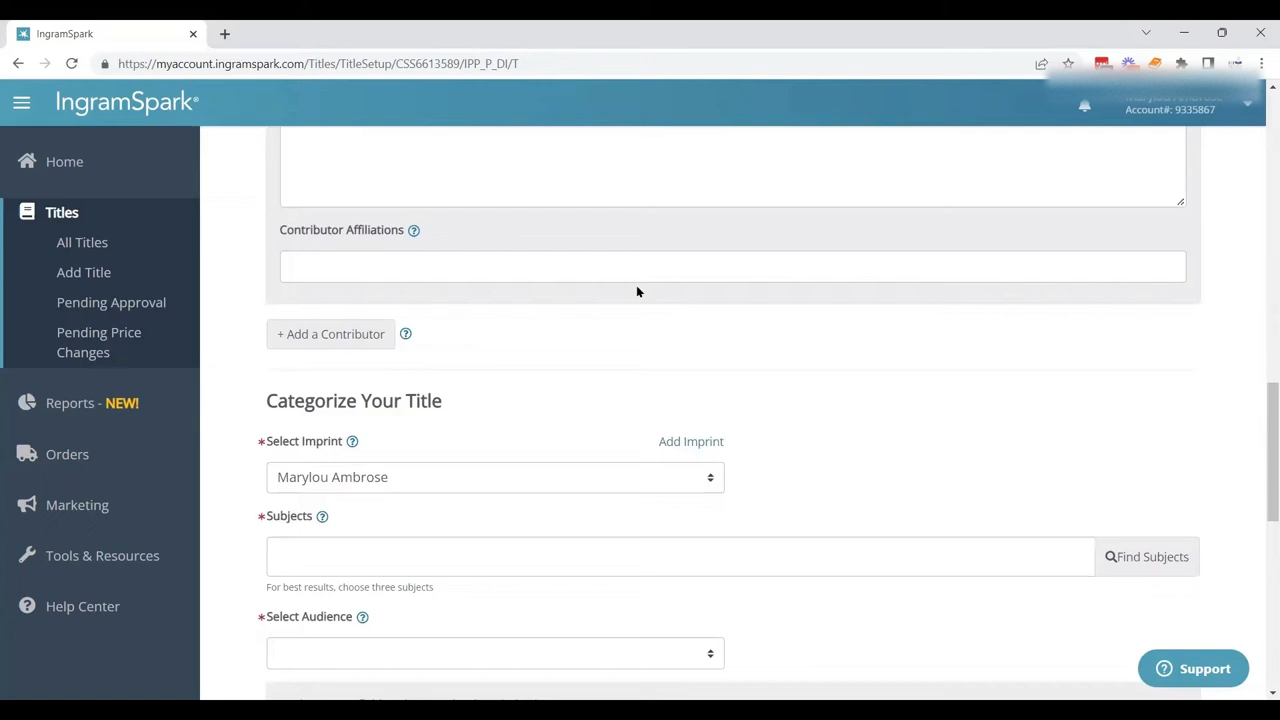 IngramSpark
https://myaccount.ingramspark.com/Titles/TitleSetup/CSS6613589/IPP_P_DI/T
IngramSpark®
Account#: 9335867
Home
Titles
All Titles
Add Title
Pending Approval
Pending Price
Changes
Reports - NEW!
Orders
Marketing
Tools & Resources
Help Center
Contributor Affiliations ?
+ Add a Contributor ?
Categorize Your Title
*Select Imprint ?
Add Imprint
Marylou Ambrose
*Subjects ?
Find Subjects
For best results, choose three subjects
*Select Audience ?
? Support